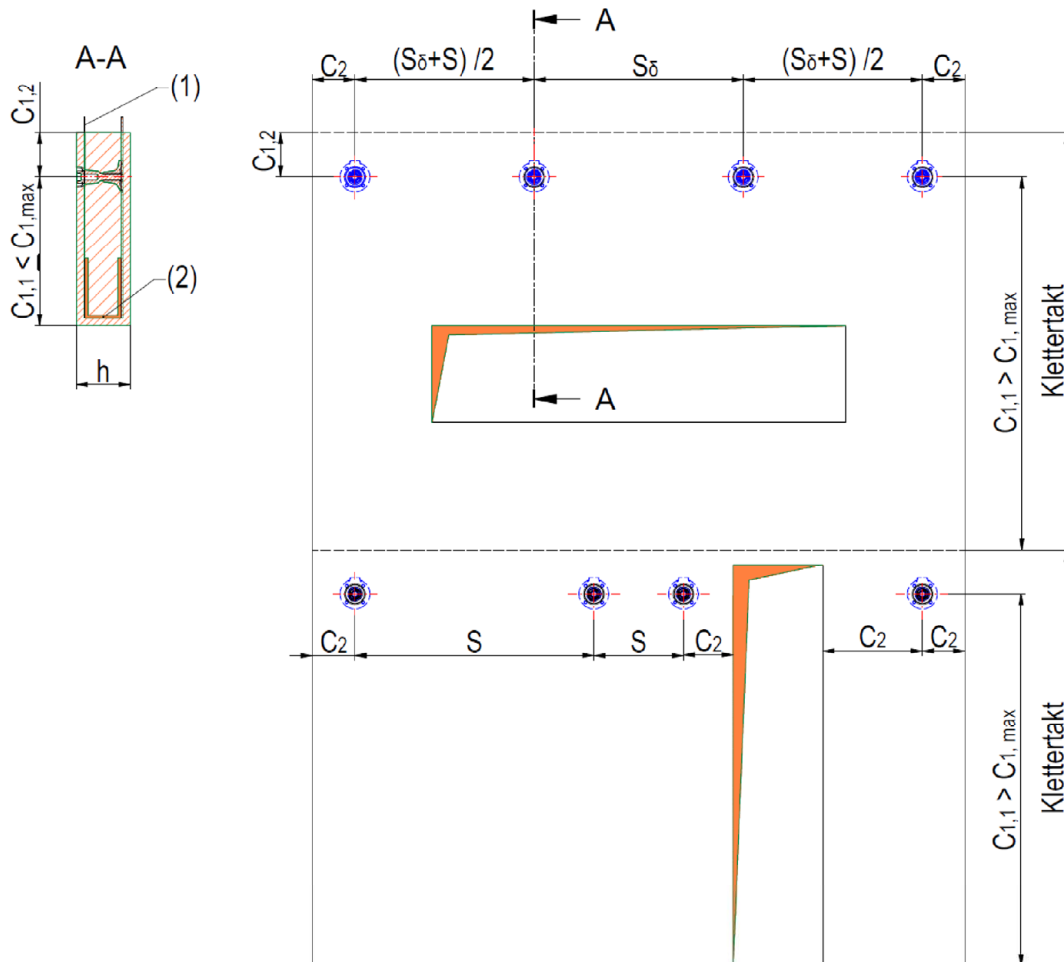 A
A-A
(1)
C1,2
C1,1 < C1,max
(2)
h
C2
(Sδ+S) /2
Sδ
(Sδ+S) /2
C2
C1,2
A
C1,1 > C1, max
Klettertakt
C2
S
S
C2
C2
C2
C1,1 > C1, max
Klettertakt